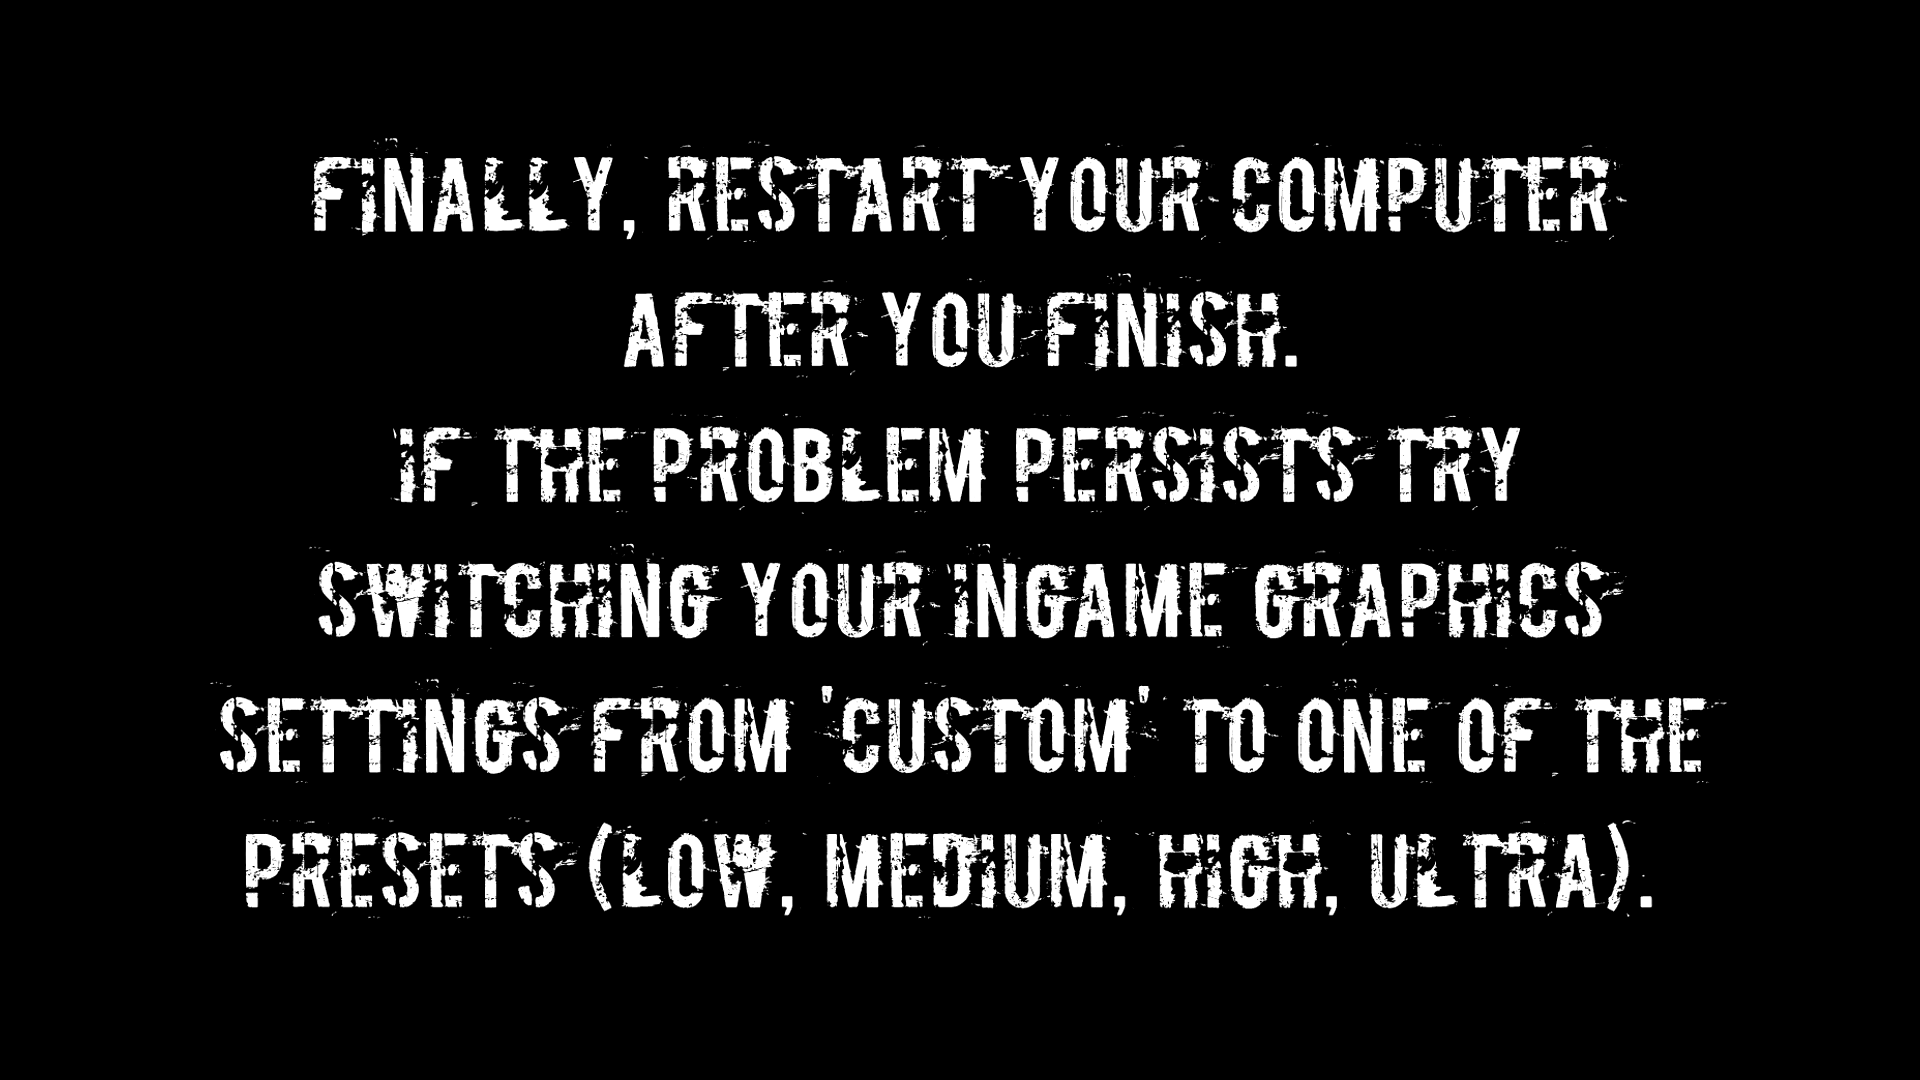 FINALLY, RESTART YOUR COMPUTER
AFTER YOU FINISH.
IF THE PROBLEM PERSISTS TRY
SWITCHING YOUR INGAME GRAPHICS
SETTINGS FROM 'CUSTOM' TO ONE OF THE
PRESETS (LOW, MEDIUM, HIGH, ULTRA).